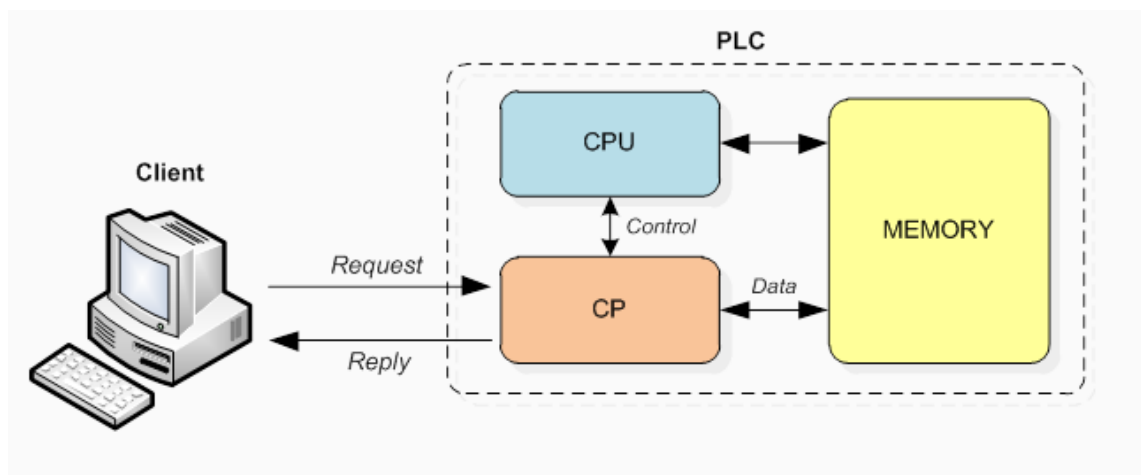 PLC
Client
CPU
MEMORY
Control
Request
CP
Data
Reply